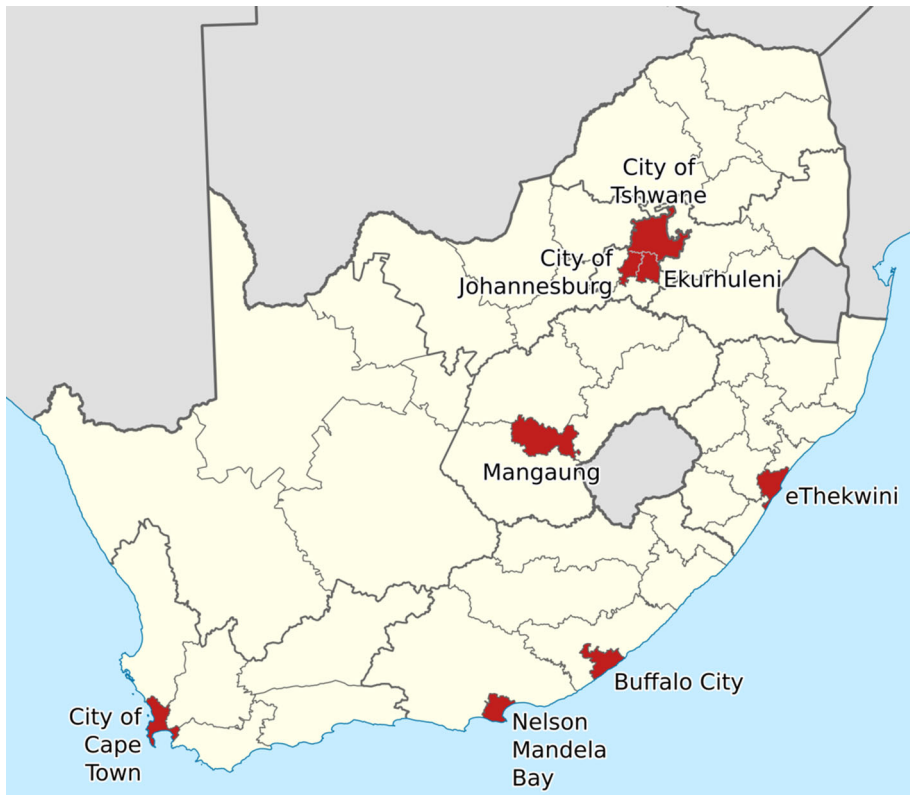 City of
Tshwane
City of
Johannesburg
Ekurhuleni
Mangaung
eThekwini
Buffalo City
City of
Cape
Town
Nelson
Mandela
Bay